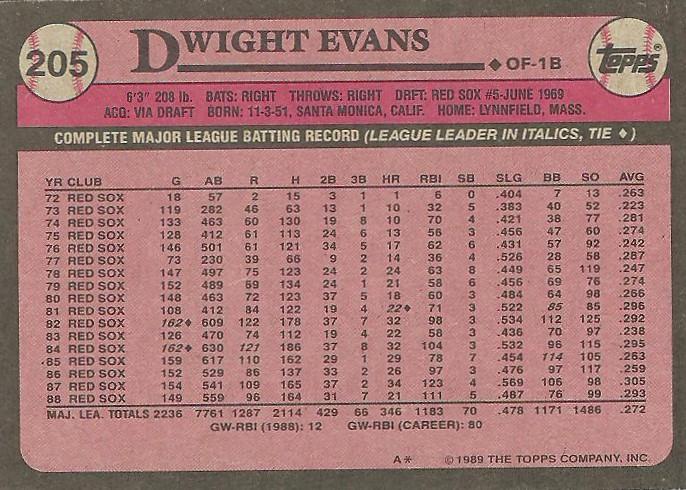 205
DWIGHT EVANS
◆ OF-1B
Topps®
6'3" 208 lb. BATS: RIGHT THROWS: RIGHT DRFT: RED SOX #5-JUNE 1969
ACQ: VIA DRAFT BORN: 11-3-51, SANTA MONICA, CALIF. HOME: LYNNFIELD, MASS.
COMPLETE MAJOR LEAGUE BATTING RECORD (LEAGUE LEADER IN ITALICS, TIE ◆)
YR CLUB G AB R H 2B 3B HR RBI SB SLG BB SO AVG
72 RED SOX 18 57 2 15 3 1 1 6 0 .404 7 13 .263
73 RED SOX 119 282 46 63 13 1 10 32 5 .383 40 52 .223
74 RED SOX 133 463 60 130 19 8 10 70 4 .421 38 77 .281
75 RED SOX 128 412 61 113 24 6 13 56 3 .456 47 60 .274
76 RED SOX 146 501 61 121 34 5 17 62 6 .431 57 92 .242
77 RED SOX 73 230 39 66 9 2 14 36 4 .526 28 58 .287
78 RED SOX 147 497 75 123 24 2 24 63 8 .449 65 119 .247
79 RED SOX 152 489 69 134 24 1 21 58 6 .456 69 76 .274
80 RED SOX 148 463 72 123 37 5 18 60 3 .484 64 98 .266
81 RED SOX 108 412 84 122 19 4 22◆ 71 3 .522 85 85 .296
82 RED SOX 162◆ 609 122 178 37 7 32 98 3 .534 112 125 .292
83 RED SOX 126 470 74 112 19 4 22 58 3 .436 70 97 .238
84 RED SOX 162◆ 630 121 186 37 8 32 104 3 .532 96 115 .295
85 RED SOX 159 617 110 162 29 1 29 78 7 .454 114 105 .263
86 RED SOX 152 529 86 137 33 2 26 97 3 .476 97 117 .259
87 RED SOX 154 541 109 165 37 2 34 123 4 .569 106 98 .305
88 RED SOX 149 559 96 164 31 7 21 111 5 .487 76 99 .293
MAJ. LEA. TOTALS 2236 7761 1287 2114 429 66 346 1183 70 .478 1171 1486 .272
GW-RBI (1988): 12 GW-RBI (CAREER): 80
A* © 1989 THE TOPPS COMPANY, INC.